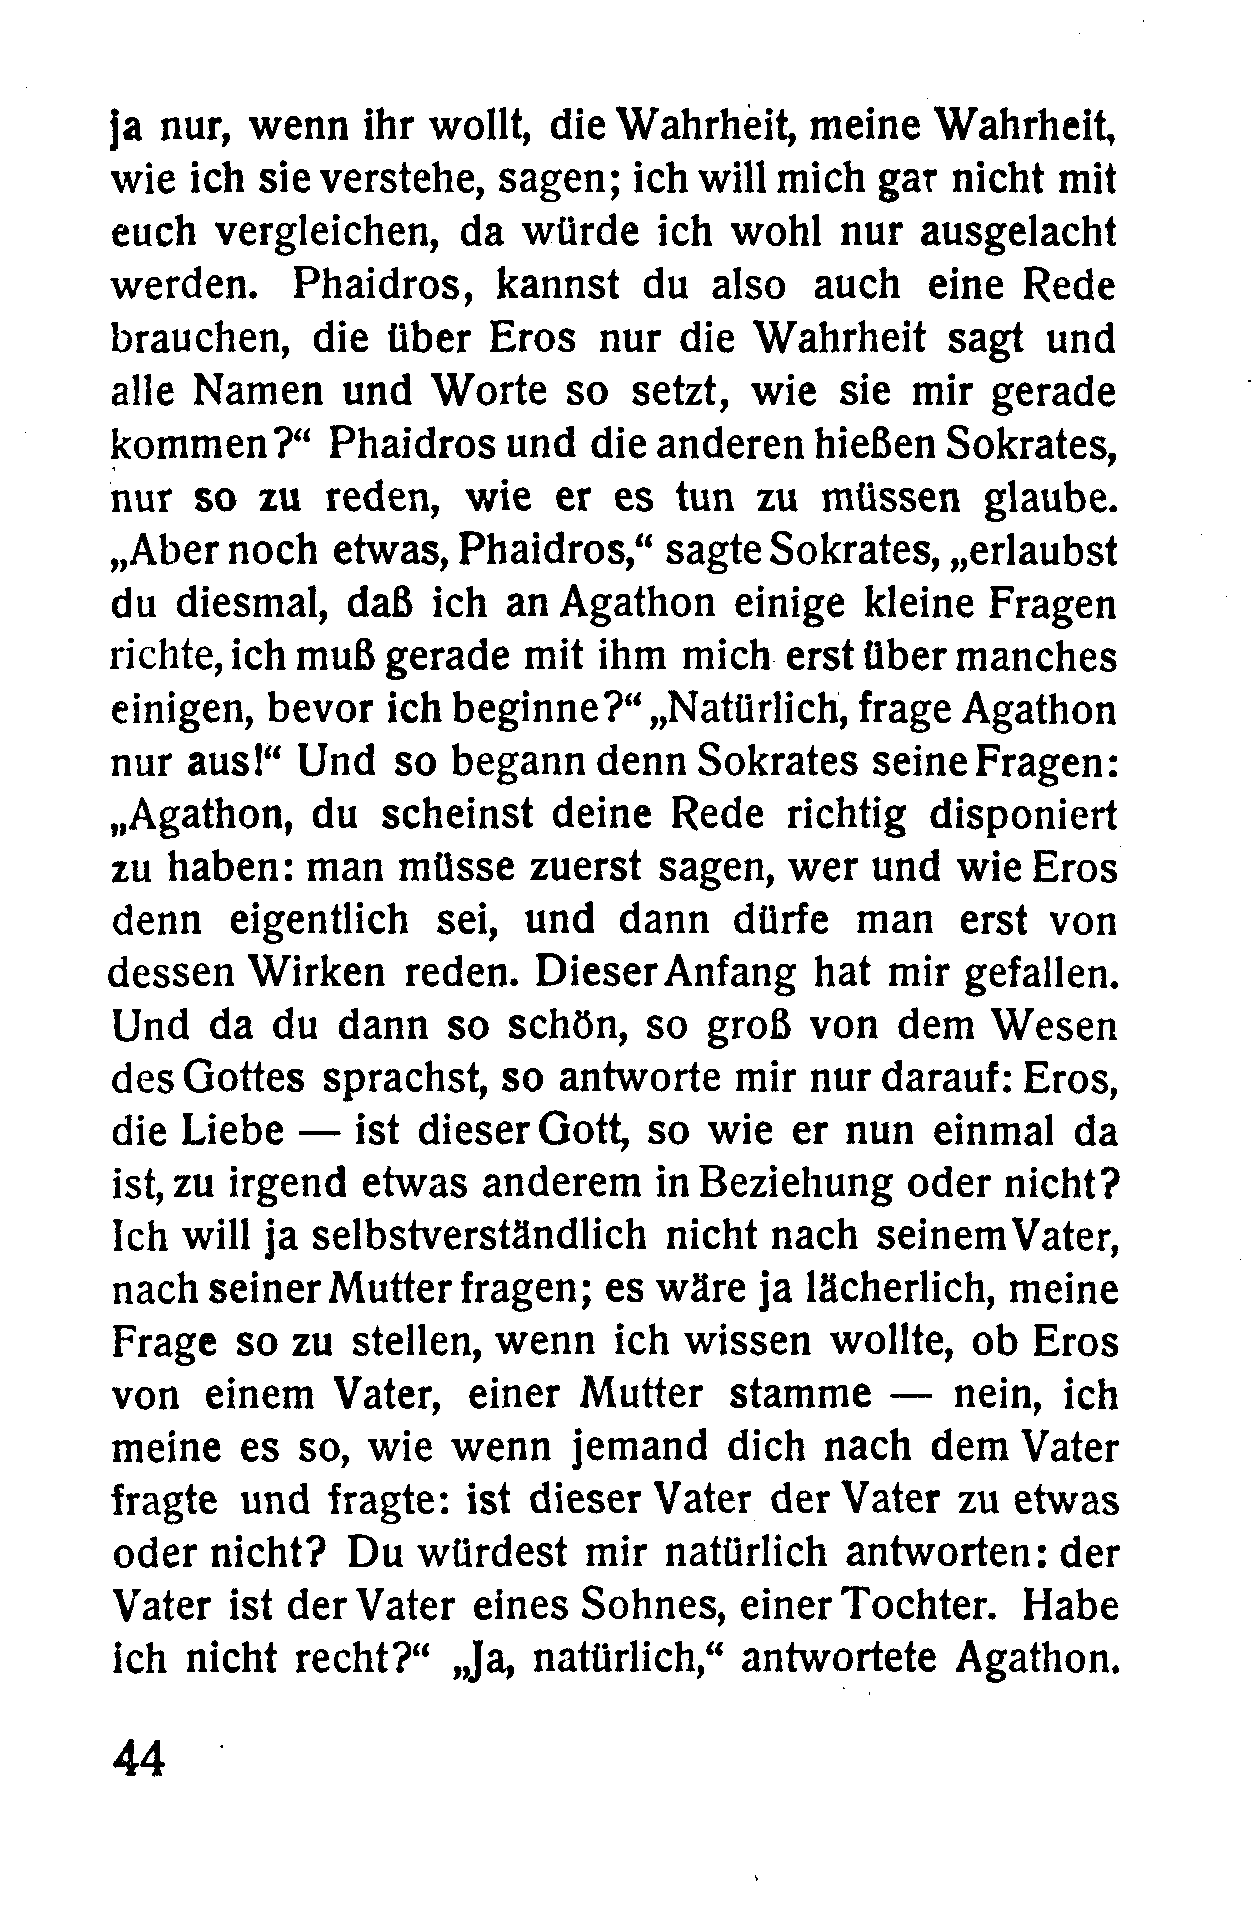 ja nur, wenn ihr wollt, die Wahrheit, meine Wahrheit,
wie ich sie verstehe, sagen; ich will mich gar nicht mit
euch vergleichen, da würde ich wohl nur ausgelacht
werden. Phaidros, kannst du also auch eine Rede
brauchen, die über Eros nur die Wahrheit sagt und
alle Namen und Worte so setzt, wie sie mir gerade
kommen?“ Phaidros und die anderen hießen Sokrates,
nur so zu reden, wie er es tun zu müssen glaube.
„Aber noch etwas, Phaidros,“ sagte Sokrates, „erlaubst
du diesmal, daß ich an Agathon einige kleine Fragen
richte, ich muß gerade mit ihm mich erst über manches
einigen, bevor ich beginne?“ „Natürlich, frage Agathon
nur aus!“ Und so begann denn Sokrates seine Fragen:
„Agathon, du scheinst deine Rede richtig disponiert
zu haben: man müsse zuerst sagen, wer und wie Eros
denn eigentlich sei, und dann dürfe man erst von
dessen Wirken reden. Dieser Anfang hat mir gefallen.
Und da du dann so schön, so groß von dem Wesen
des Gottes sprachst, so antworte mir nur darauf: Eros,
die Liebe — ist dieser Gott, so wie er nun einmal da
ist, zu irgend etwas anderem in Beziehung oder nicht?
Ich will ja selbstverständlich nicht nach seinem Vater,
nach seiner Mutter fragen; es wäre ja lächerlich, meine
Frage so zu stellen, wenn ich wissen wollte, ob Eros
von einem Vater, einer Mutter stamme — nein, ich
meine es so, wie wenn jemand dich nach dem Vater
fragte und fragte: ist dieser Vater der Vater zu etwas
oder nicht? Du würdest mir natürlich antworten: der
Vater ist der Vater eines Sohnes, einer Tochter. Habe
ich nicht recht?“ „Ja, natürlich,“ antwortete Agathon.
44